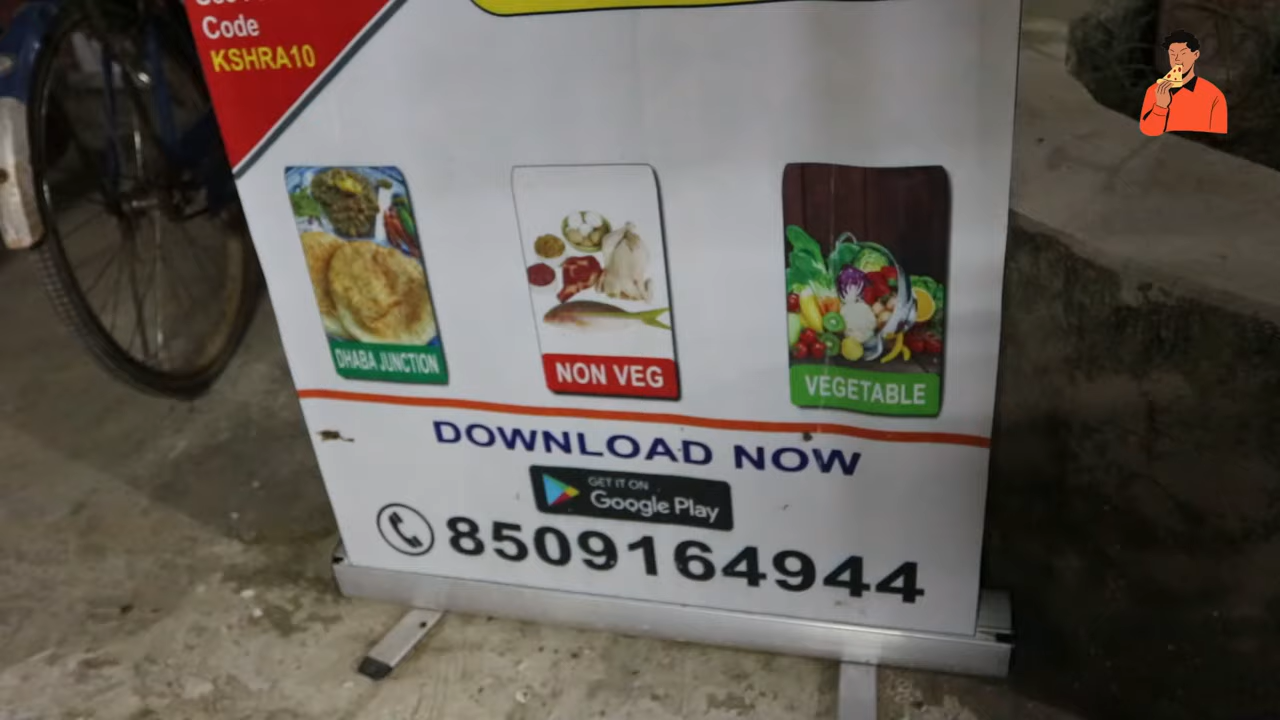 Code
KSHRA10
DHABA JUNCTION
NON VEG
VEGETABLE
DOWNLOAD NOW
GET IT ON
Google Play
8509164944